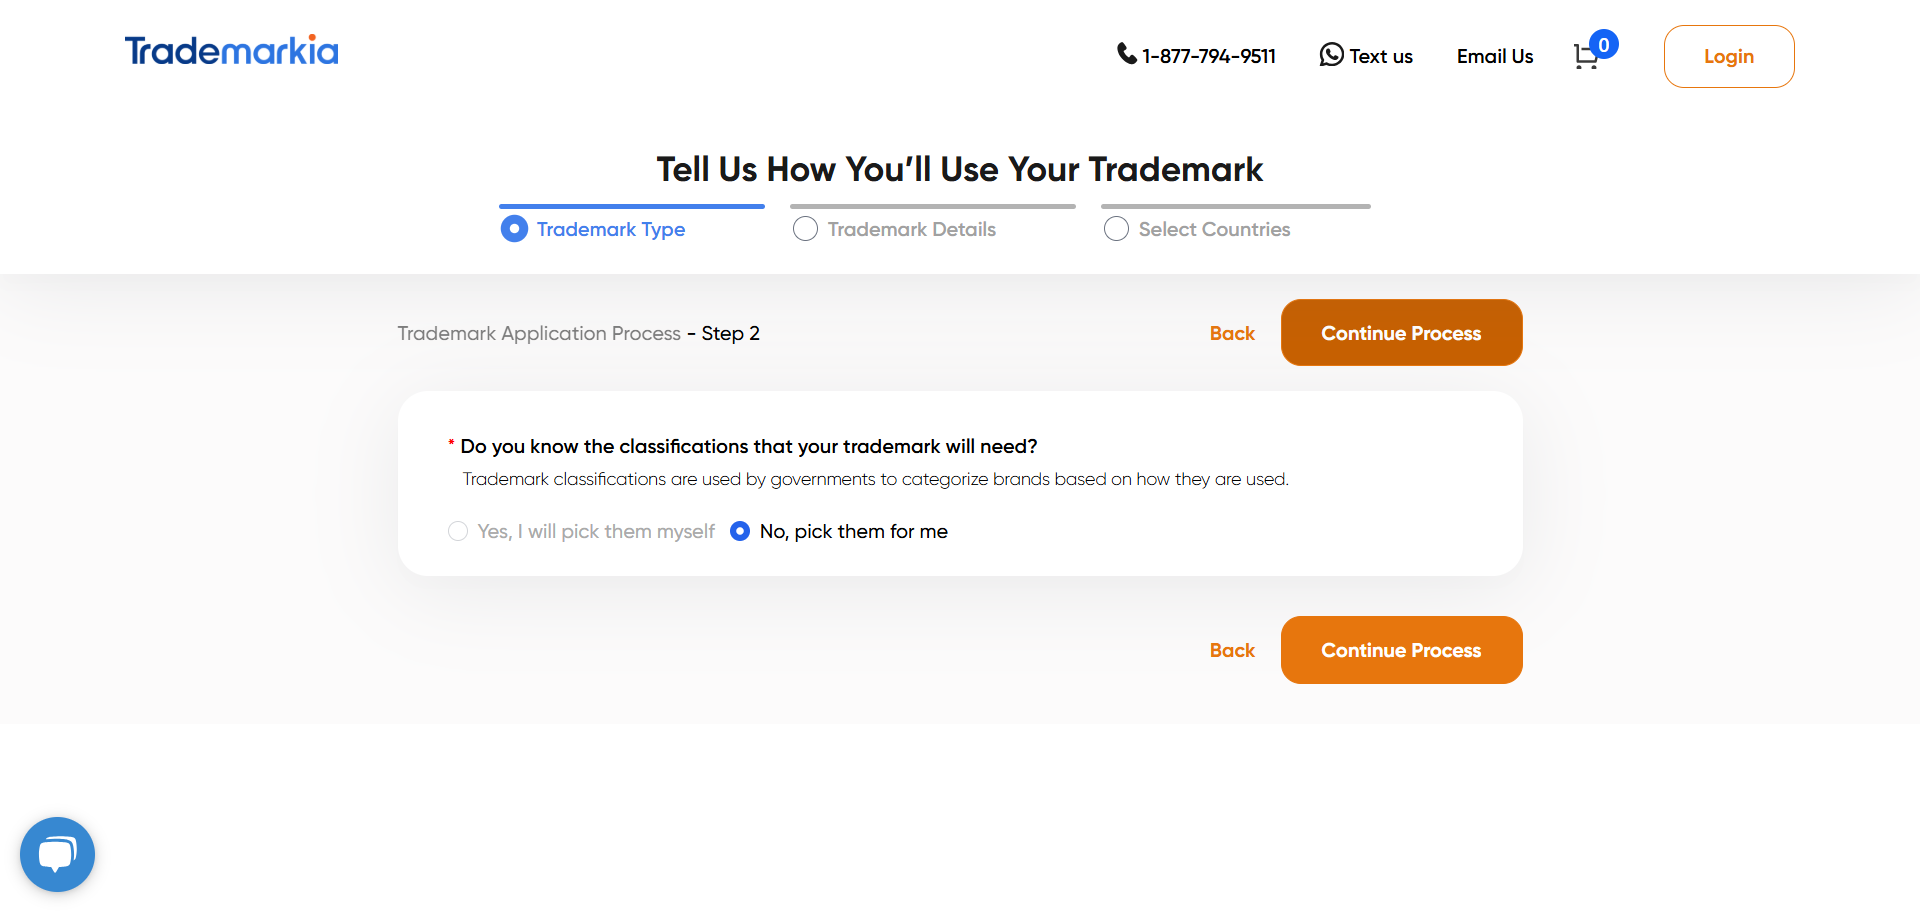 Trademarkia
1-877-794-9511
Text us
Email Us
0
Login
Tell Us How You’ll Use Your Trademark
Trademark Type
Trademark Details
Select Countries
Trademark Application Process - Step 2
Back
Continue Process
* Do you know the classifications that your trademark will need?
Trademark classifications are used by governments to categorize brands based on how they are used.
Yes, I will pick them myself
No, pick them for me
Back
Continue Process